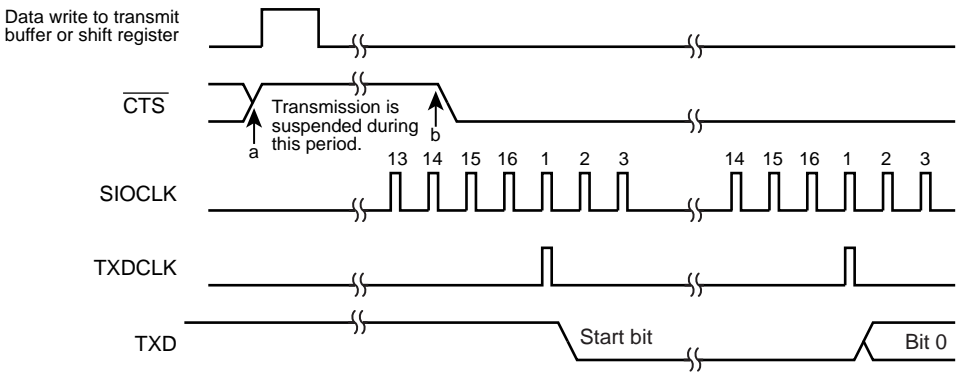 Data write to transmit
buffer or shift register
CTS
Transmission is
suspended during
this period.
a
b
13 14 15 16 1 2 3 14 15 16 1 2 3
SIOCLK
TXDCLK
TXD
Start bit
Bit 0